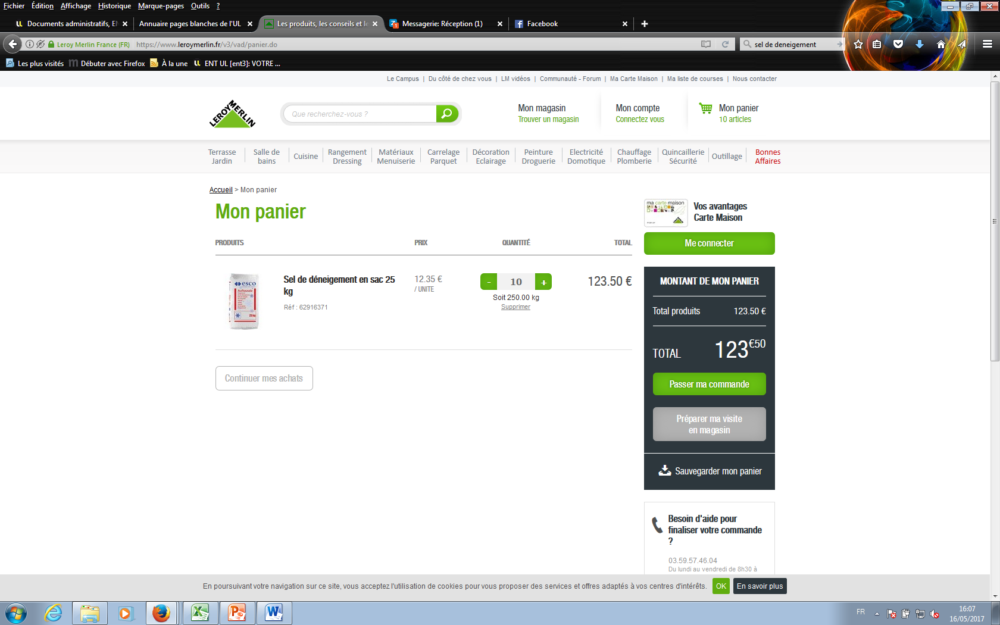 Fichier Édition Affichage Historique Marque-pages Outils ?
Documents administratifs, EN
Annuaire pages blanches de l'UL
Les produits, les conseils et le
Messagerie: Réception (1)
Facebook
Leroy Merlin France (FR) https://www.leroymerlin.fr/v3/vad/panier.do
sel de deneigement
Les plus visités Débuter avec Firefox À la une ENT UL [ent3]: VOTRE ...
Le Campus | Du côté de chez vous | LM vidéos | Communauté - Forum | Ma Carte Maison | Ma liste de courses | Nous contacter
LEROY MERLIN
Que recherchez-vous ?
Mon magasin
Trouver un magasin
Mon compte
Connectez vous
Mon panier
10 articles
Terrasse Jardin
Salle de bains
Cuisine
Rangement Dressing
Matériaux Menuiserie
Carrelage Parquet
Décoration Eclairage
Peinture Droguerie
Electricité Domotique
Chauffage Plomberie
Quincaillerie Sécurité
Outillage
Bonnes Affaires
Accueil > Mon panier
Mon panier
PRODUITS PRIX QUANTITÉ TOTAL
esco
Auftausalz
25 kg
Sel de déneigement en sac 25
kg
Réf : 62916371
12.35 €
/ UNITE
- 10 +
Soit 250.00 kg
Supprimer
123.50 €
Continuer mes achats
ma carte maison
Vos avantages
Carte Maison
Me connecter
MONTANT DE MON PANIER
Total produits 123.50 €
TOTAL 123€50
Passer ma commande
Préparer ma visite
en magasin
Sauvegarder mon panier
Besoin d'aide pour
finaliser votre commande
?
03.59.57.46.04
Du lundi au vendredi de 8h30 à
En poursuivant votre navigation sur ce site, vous acceptez l'utilisation de cookies pour vous proposer des services et offres adaptés à vos centres d'intérêts. OK En savoir plus
FR
16:07
16/05/2017